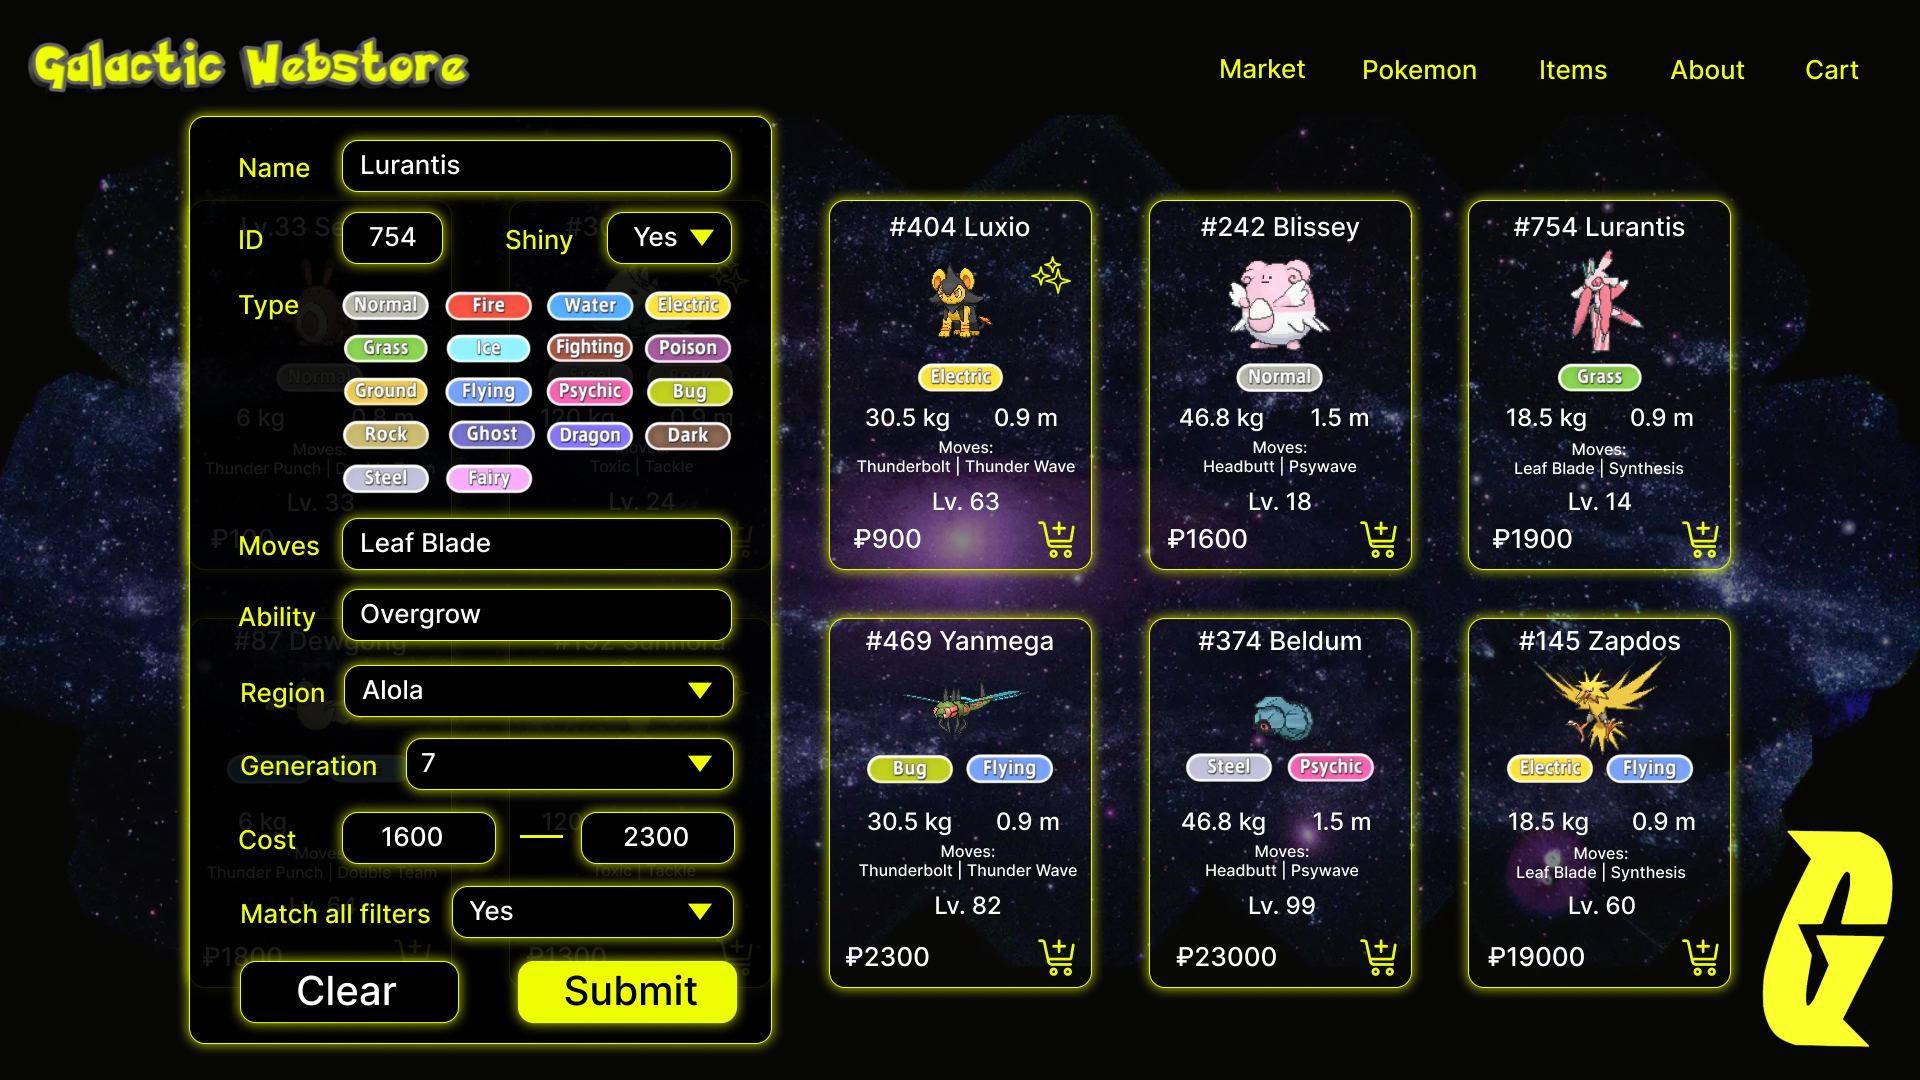 Galactic Webstore
Market Pokemon Items About Cart
Name Lurantis
ID 754 Shiny Yes
Type Normal Fire Water Electric
Grass Ice Fighting Poison
Ground Flying Psychic Bug
Rock Ghost Dragon Dark
Steel Fairy
Moves Leaf Blade
Ability Overgrow
Region Alola
Generation 7
Cost 1600 — 2300
Match all filters Yes
Clear Submit
#404 Luxio
Electric
30.5 kg 0.9 m
Moves:
Thunderbolt | Thunder Wave
Lv. 63
₽900
#242 Blissey
Normal
46.8 kg 1.5 m
Moves:
Headbutt | Psywave
Lv. 18
₽1600
#754 Lurantis
Grass
18.5 kg 0.9 m
Moves:
Leaf Blade | Synthesis
Lv. 14
₽1900
#469 Yanmega
Bug Flying
30.5 kg 0.9 m
Moves:
Thunderbolt | Thunder Wave
Lv. 82
₽2300
#374 Beldum
Steel Psychic
46.8 kg 1.5 m
Moves:
Headbutt | Psywave
Lv. 99
₽23000
#145 Zapdos
Electric Flying
18.5 kg 0.9 m
Moves:
Leaf Blade | Synthesis
Lv. 60
₽19000
G